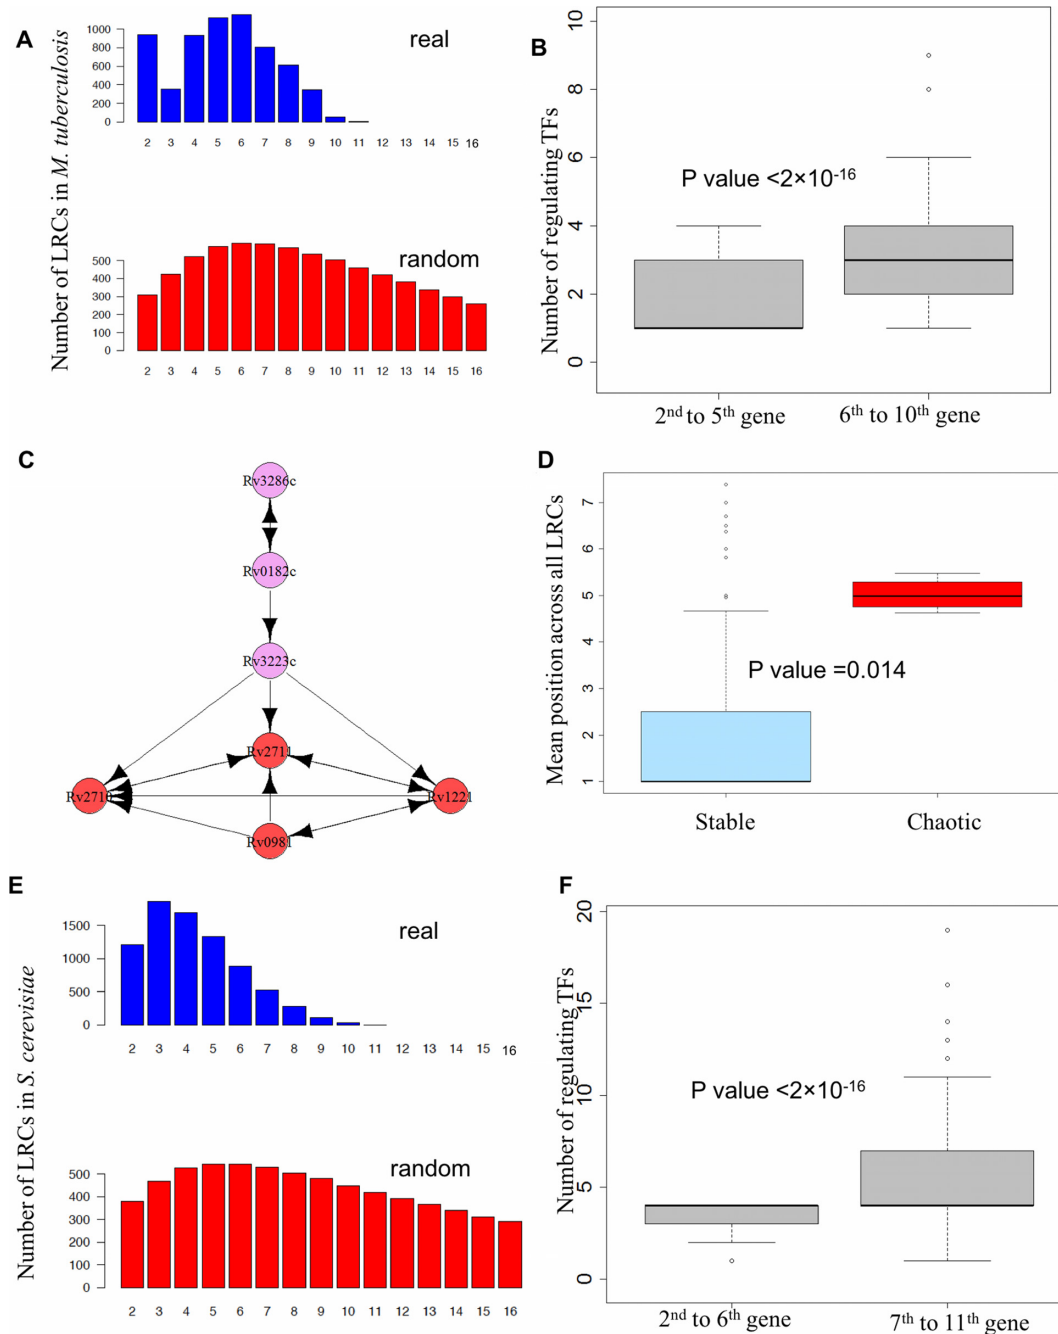 A
Number of LRCs in M. tuberculosis
real
1000
800
600
400
200
0
2 3 4 5 6 7 8 9 10 11 12 13 14 15 16
random
500
400
300
200
100
0
2 3 4 5 6 7 8 9 10 11 12 13 14 15 16
B
Number of regulating TFs
10
8
6
4
2
0
P value <2×10-16
2nd to 5th gene 6th to 10th gene
C
Rv3286c
Rv0182c
Rv3223c
Rv2711
Rv2710 Rv1221
Rv0981
D
Mean position across all LRCs
7
6
5
4
3
2
1
P value =0.014
Stable Chaotic
E
Number of LRCs in S. cerevisiae
real
1500
1000
500
0
2 3 4 5 6 7 8 9 10 11 12 13 14 15 16
random
500
400
300
200
100
0
2 3 4 5 6 7 8 9 10 11 12 13 14 15 16
F
Number of regulating TFs
20
15
10
5
0
P value <2×10-16
2nd to 6th gene 7th to 11th gene